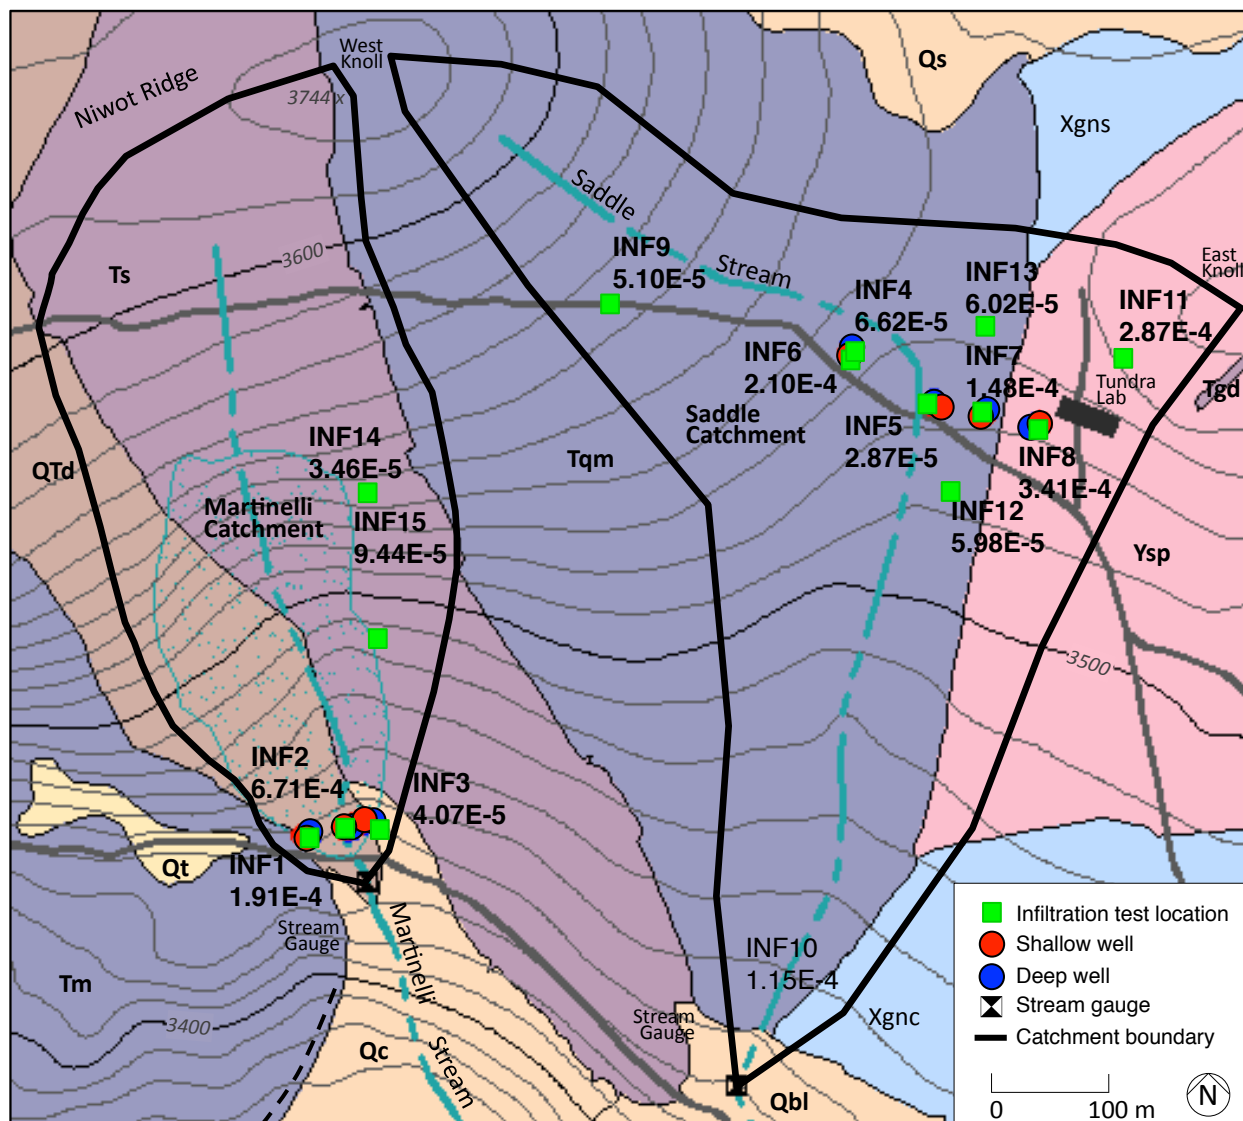 West
Knoll
Niwot Ridge
3744 x
Qs
Xgns
Saddle
Stream
3600
Ts
INF9
5.10E-5
INF4
6.62E-5
INF13
6.02E-5
East
Knoll
INF11
2.87E-4
INF6
2.10E-4
INF7
1.48E-4
Tundra
Lab
Tgd
Saddle
Catchment
INF5
2.87E-5
Tqm
QTd
INF14
3.46E-5
INF8
3.41E-4
Martinelli
Catchment
INF15
9.44E-5
INF12
5.98E-5
Ysp
3500
INF2
6.71E-4
INF3
4.07E-5
Qt
INF1
1.91E-4
Stream
Gauge
Martinelli
Stream
INF10
1.15E-4
Tm
3400
Qc
Stream
Gauge
Xgnc
Qbl
Infiltration test location
Shallow well
Deep well
Stream gauge
Catchment boundary
0 100 m
N